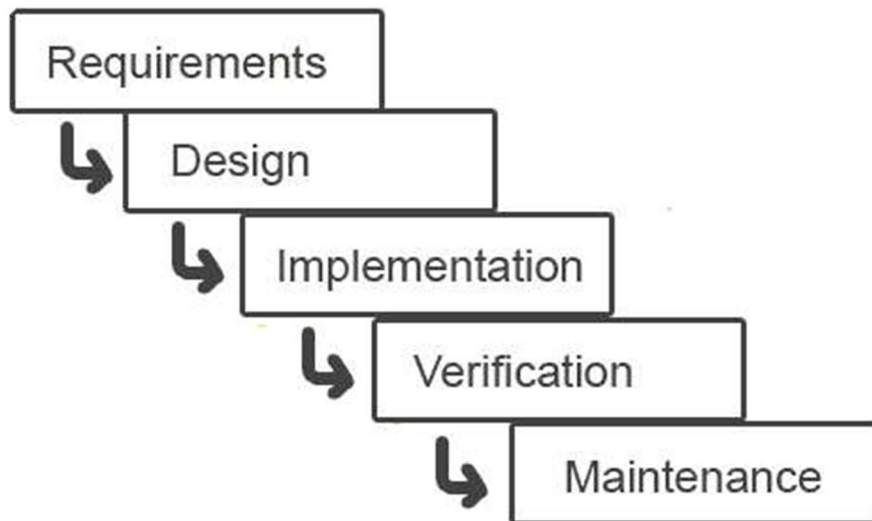 Requirements
Design
Implementation
Verification
Maintenance